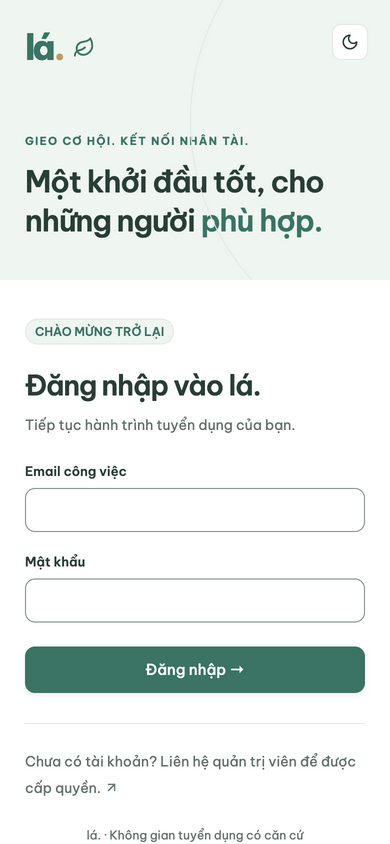 lá.
GIEO CƠ HỘI. KẾT NỐI NHÂN TÀI.
Một khởi đầu tốt, cho
những người phù hợp.
CHÀO MỪNG TRỞ LẠI
Đăng nhập vào lá.
Tiếp tục hành trình tuyển dụng của bạn.
Email công việc
Mật khẩu
Đăng nhập →
Chưa có tài khoản? Liên hệ quản trị viên để được
cấp quyền. ↗
lá. · Không gian tuyển dụng có căn cứ